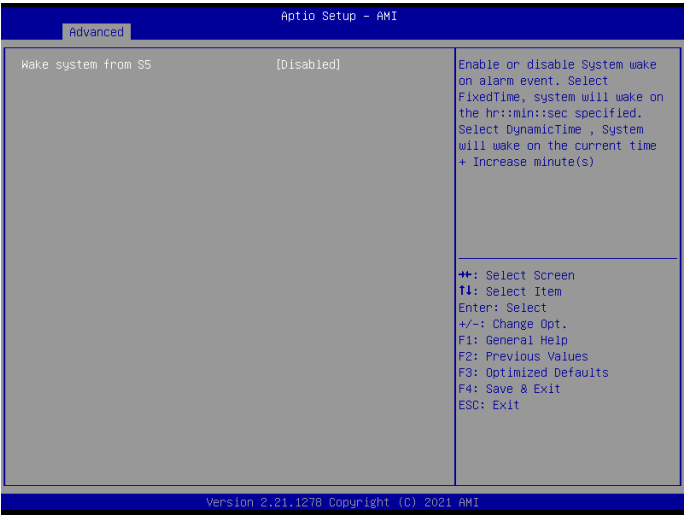 Aptio Setup – AMI
Advanced
Wake system from S5 [Disabled]
Enable or disable System wake
on alarm event. Select
FixedTime, system will wake on
the hr::min::sec specified.
Select DynamicTime , System
will wake on the current time
+ Increase minute(s)
→←: Select Screen
↑↓: Select Item
Enter: Select
+/-: Change Opt.
F1: General Help
F2: Previous Values
F3: Optimized Defaults
F4: Save & Exit
ESC: Exit
Version 2.21.1278 Copyright (C) 2021 AMI